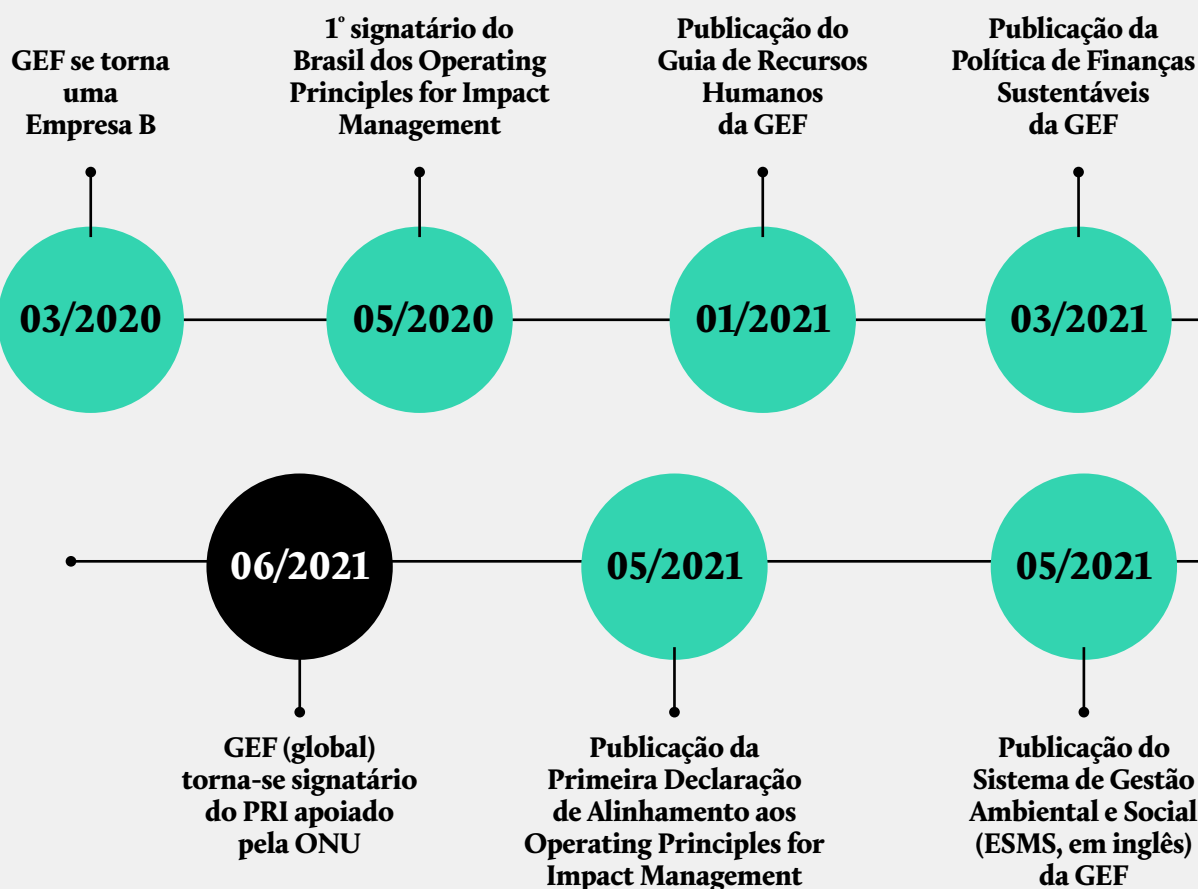 GEF se torna
uma
Empresa B
1° signatário do
Brasil dos Operating
Principles for Impact
Management
Publicação do
Guia de Recursos
Humanos
da GEF
Publicação da
Política de Finanças
Sustentáveis
da GEF
03/2020
05/2020
01/2021
03/2021
06/2021
05/2021
05/2021
GEF (global)
torna-se signatário
do PRI apoiado
pela ONU
Publicação da
Primeira Declaração
de Alinhamento aos
Operating Principles for
Impact Management
Publicação do
Sistema de Gestão
Ambiental e Social
(ESMS, em inglês)
da GEF